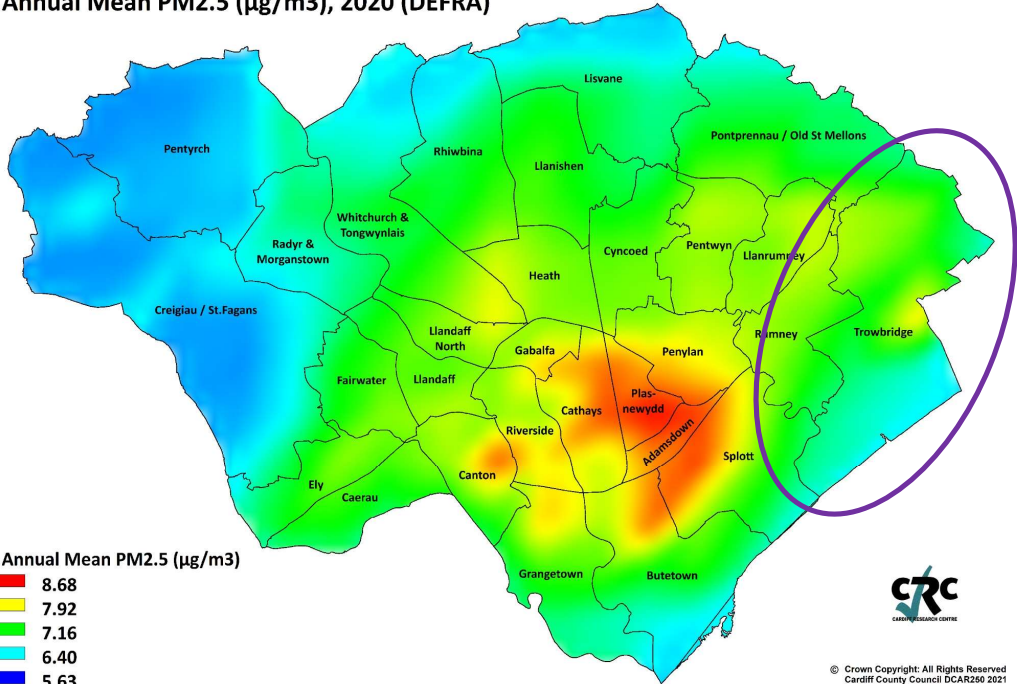 Annual Mean PM2.5 (µg/m3), 2020 (DEFRA)
Lisvane
Pontprennau / Old St Mellons
Pentyrch
Rhiwbina
Llanishen
Whitchurch &
Tongwynlais
Radyr &
Morganstown
Cyncoed
Pentwyn
Llanrumney
Heath
Creigiau / St.Fagans
Llandaff
North
Rumney
Trowbridge
Gabalfa
Penylan
Fairwater
Llandaff
Plas-
newydd
Cathays
Riverside
Adamsdown
Splott
Canton
Ely
Caerau
Grangetown
Butetown
Annual Mean PM2.5 (µg/m3)
8.68
7.92
7.16
6.40
5.63
CRC
CARDIFF RESEARCH CENTRE
© Crown Copyright: All Rights Reserved
Cardiff County Council DCAR250 2021